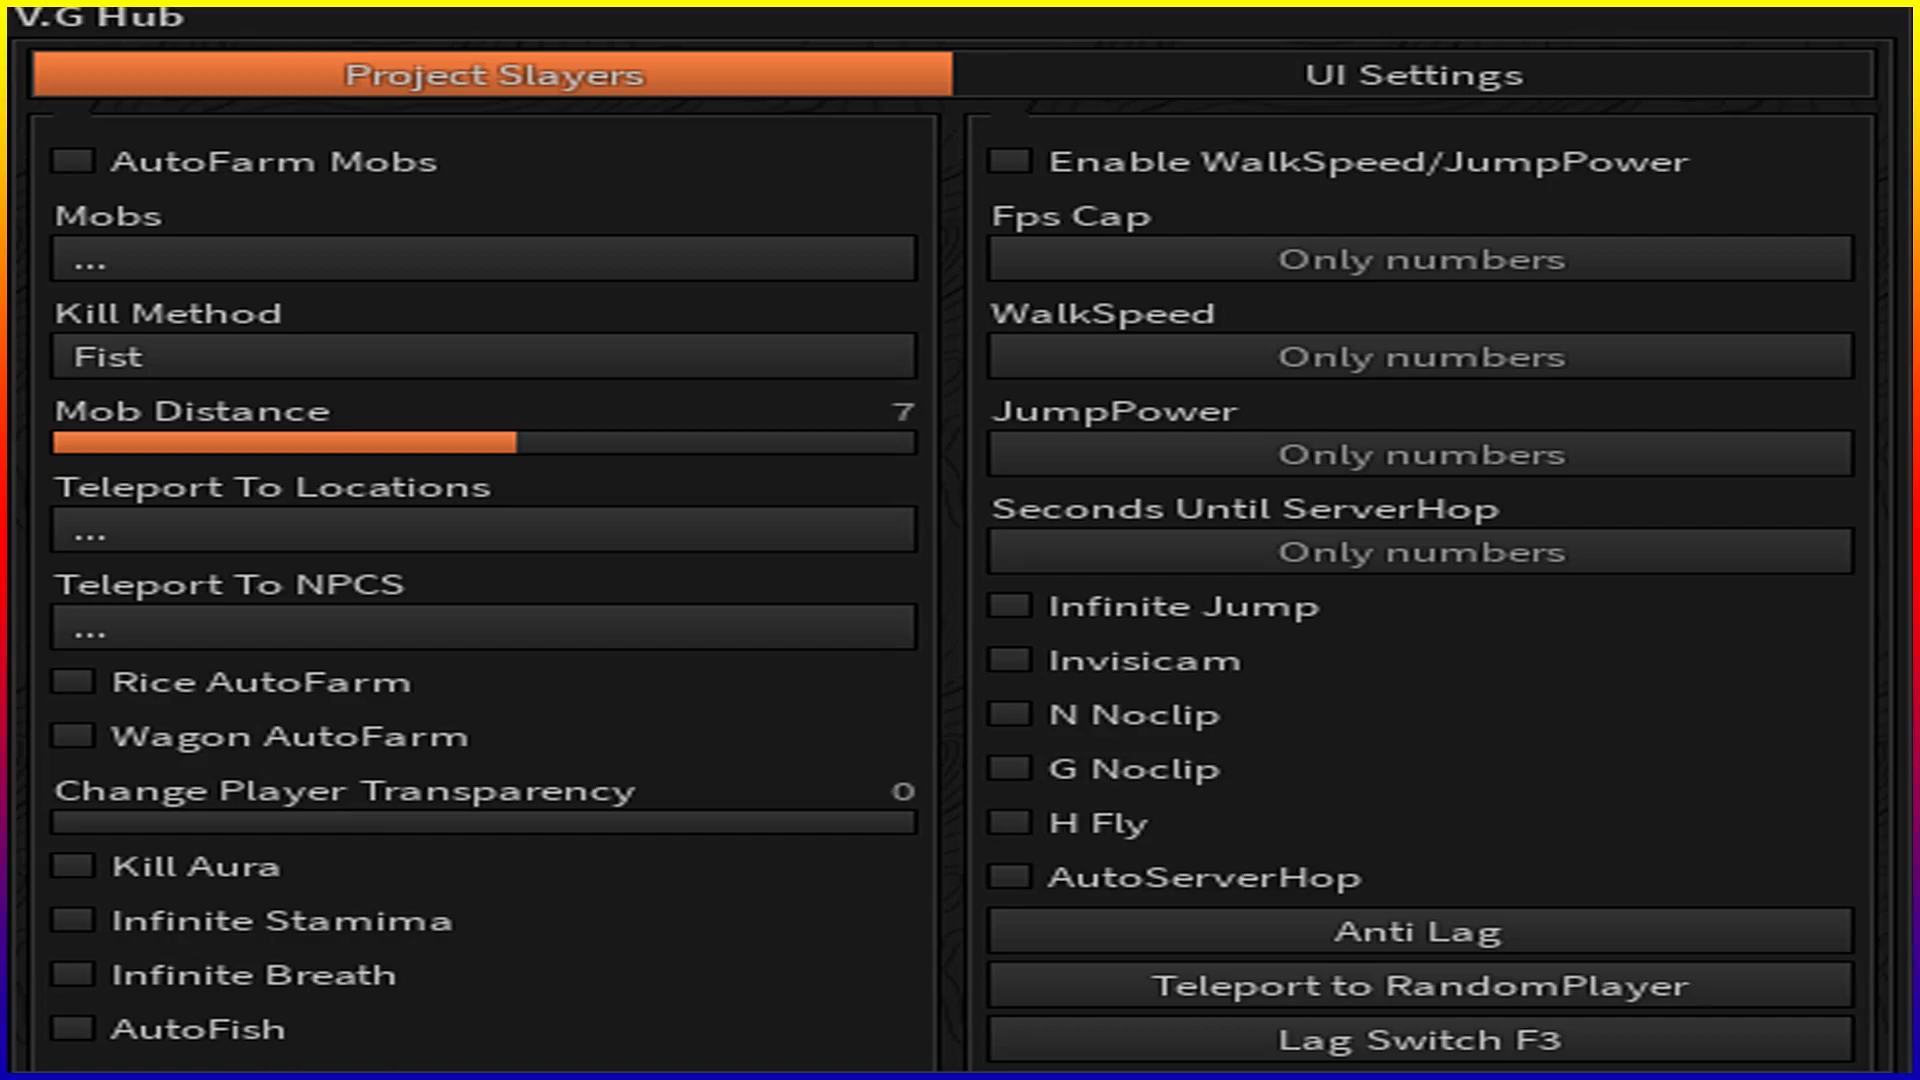 V.G Hub
Project Slayers
UI Settings
AutoFarm Mobs
Mobs
...
Kill Method
Fist
Mob Distance 7
Teleport To Locations
...
Teleport To NPCS
...
Rice AutoFarm
Wagon AutoFarm
Change Player Transparency 0
Kill Aura
Infinite Stamima
Infinite Breath
AutoFish
Enable WalkSpeed/JumpPower
Fps Cap
Only numbers
WalkSpeed
Only numbers
JumpPower
Only numbers
Seconds Until ServerHop
Only numbers
Infinite Jump
Invisicam
N Noclip
G Noclip
H Fly
AutoServerHop
Anti Lag
Teleport to RandomPlayer
Lag Switch F3